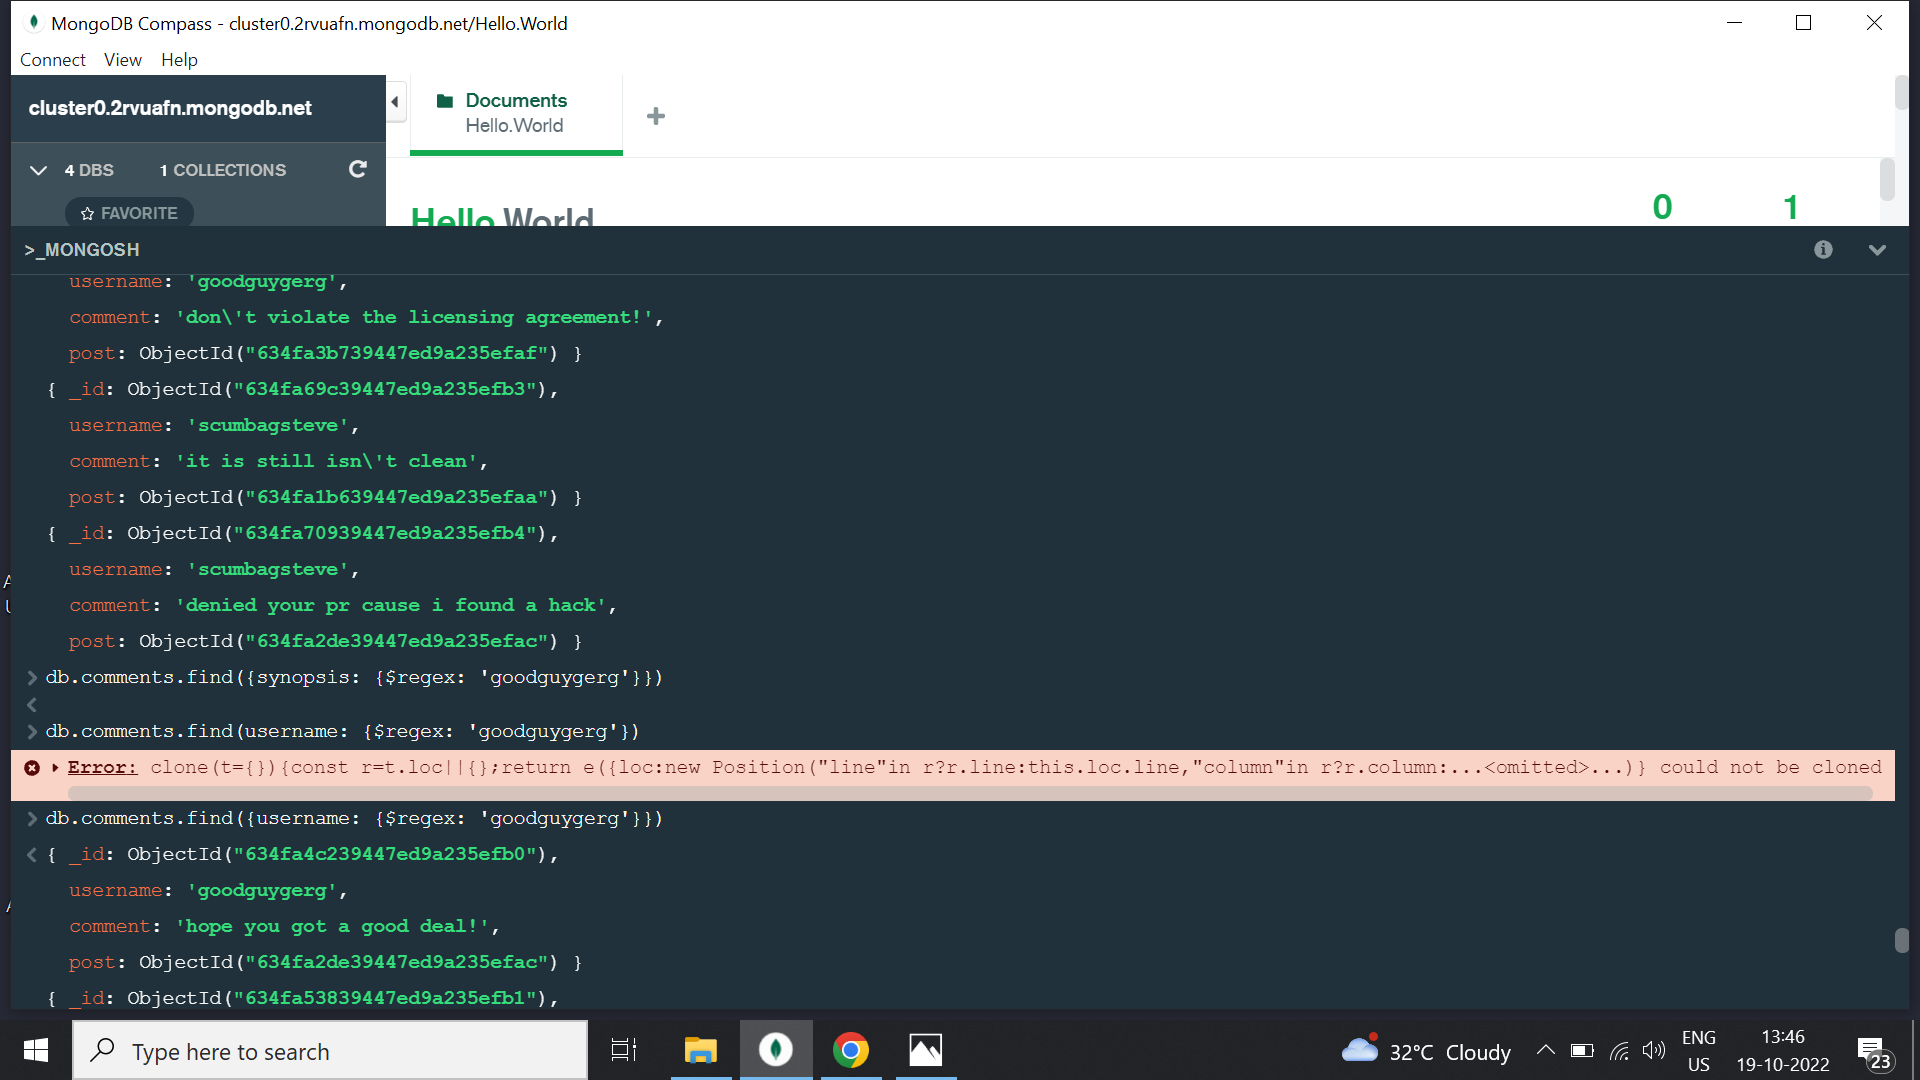 MongoDB Compass - cluster0.2rvuafn.mongodb.net/Hello.World
Connect View Help
cluster0.2rvuafn.mongodb.net
Documents
Hello.World
4 DBS 1 COLLECTIONS
FAVORITE
Hello.World
0 1
>_MONGOSH
username: 'goodguygerg',
comment: 'don\'t violate the licensing agreement!',
post: ObjectId("634fa3b739447ed9a235efaf") }
{ _id: ObjectId("634fa69c39447ed9a235efb3"),
username: 'scumbagsteve',
comment: 'it is still isn\'t clean',
post: ObjectId("634fa1b639447ed9a235efaa") }
{ _id: ObjectId("634fa70939447ed9a235efb4"),
username: 'scumbagsteve',
comment: 'denied your pr cause i found a hack',
post: ObjectId("634fa2de39447ed9a235efac") }
> db.comments.find({synopsis: {$regex: 'goodguygerg'}})
<
> db.comments.find(username: {$regex: 'goodguygerg'})
Error: clone(t={}){const r=t.loc||{};return e({loc:new Position("line"in r?r.line:this.loc.line,"column"in r?r.column:...<omitted>...)} could not be cloned
> db.comments.find({username: {$regex: 'goodguygerg'}})
< { _id: ObjectId("634fa4c239447ed9a235efb0"),
username: 'goodguygerg',
comment: 'hope you got a good deal!',
post: ObjectId("634fa2de39447ed9a235efac") }
{ _id: ObjectId("634fa53839447ed9a235efb1"),
Type here to search
32°C Cloudy
ENG
US
13:46
19-10-2022
23